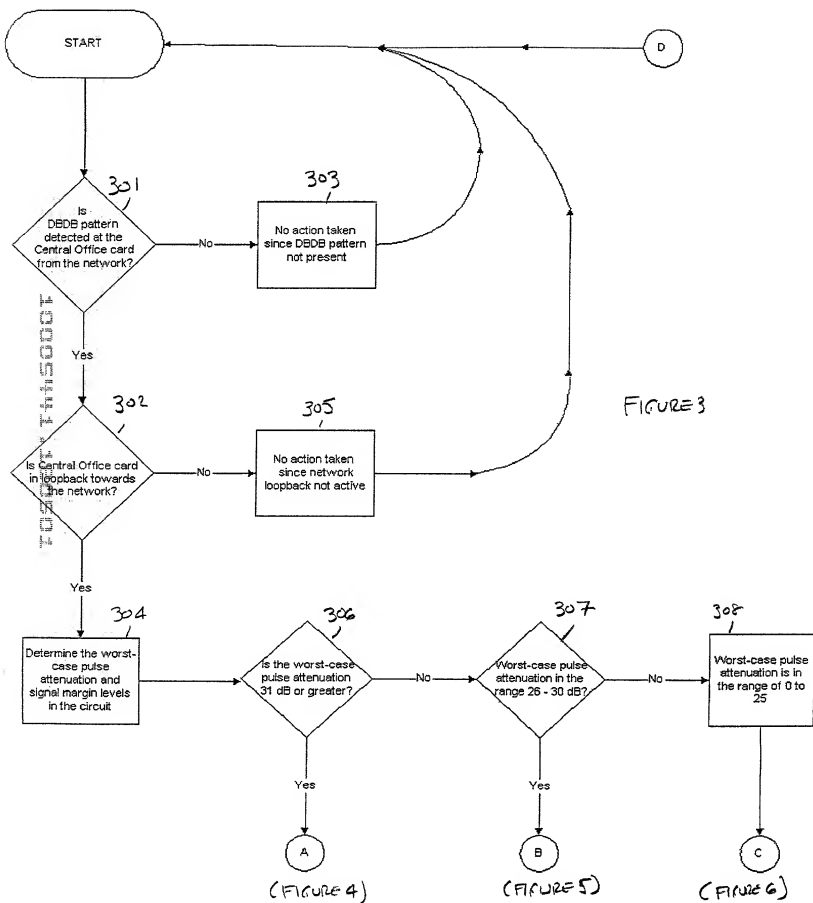 START
D
301
Is
DBDB pattern
detected at the
Central Office card
from the network?
No
303
No action taken
since DBDB pattern
not present
Yes
302
Is Central Office card
in loopback towards
the network?
No
305
No action taken
since network
loopback not active
FIGURE 3
Yes
304
Determine the worst-
case pulse
attenuation and
signal margin levels
in the circuit
306
Is the worst-case
pulse attenuation
31 dB or greater?
No
307
Worst-case pulse
attenuation in the
range 26 - 30 dB?
No
308
Worst-case pulse
attenuation is in
the range of 0 to
25
Yes
Yes
A
B
C
(FIGURE 4)
(FIGURE 5)
(FIGURE 6)